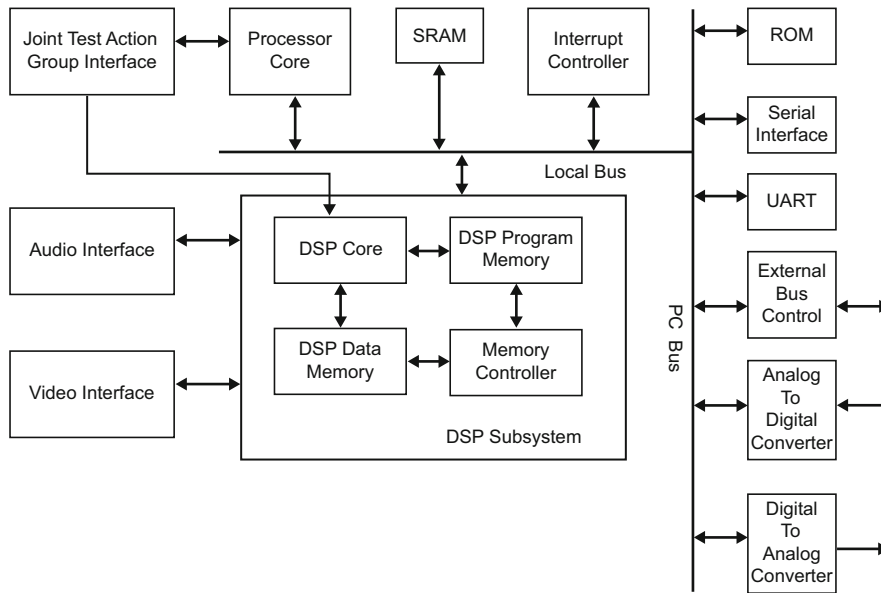 Joint Test Action
Group Interface
Processor
Core
SRAM
Interrupt
Controller
ROM
Serial
Interface
Local Bus
UART
Audio Interface
DSP Core
DSP Program
Memory
External
Bus
Control
PC Bus
Video Interface
DSP Data
Memory
Memory
Controller
Analog
To
Digital
Converter
DSP Subsystem
Digital
To
Analog
Converter